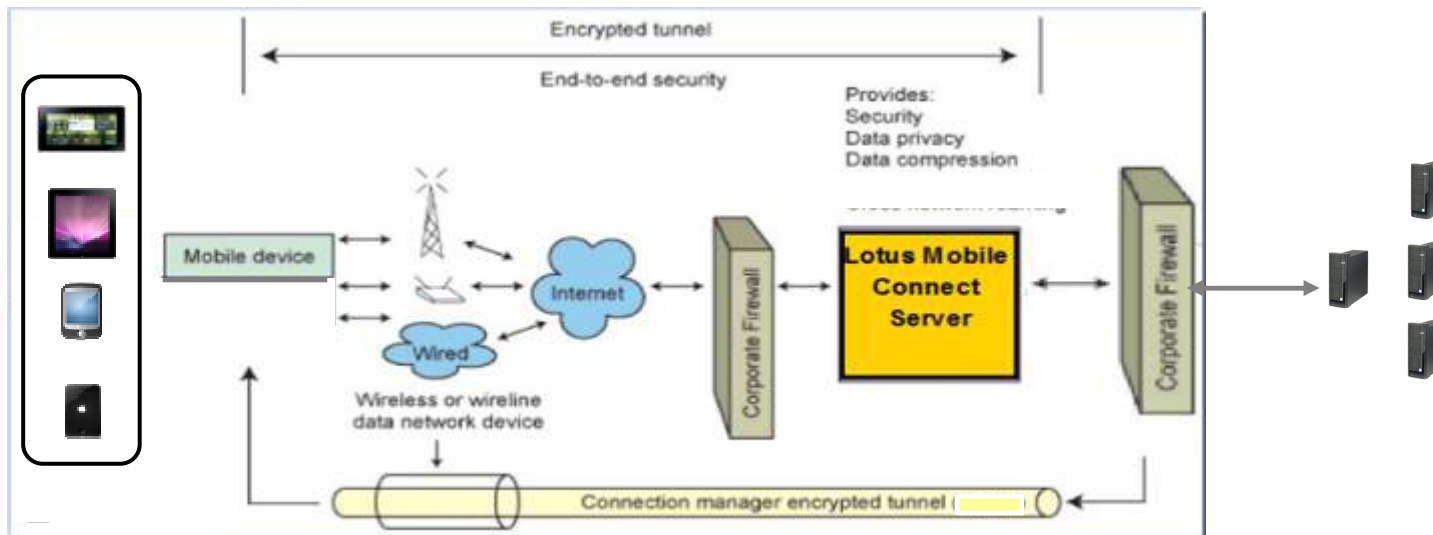 Encrypted tunnel
End-to-end security
Provides:
Security
Data privacy
Data compression
Mobile device
Internet
Wired
Wireless or wireline
data network device
Corporate Firewall
Lotus Mobile
Connect
Server
Corporate Firewall
Connection manager encrypted tunnel